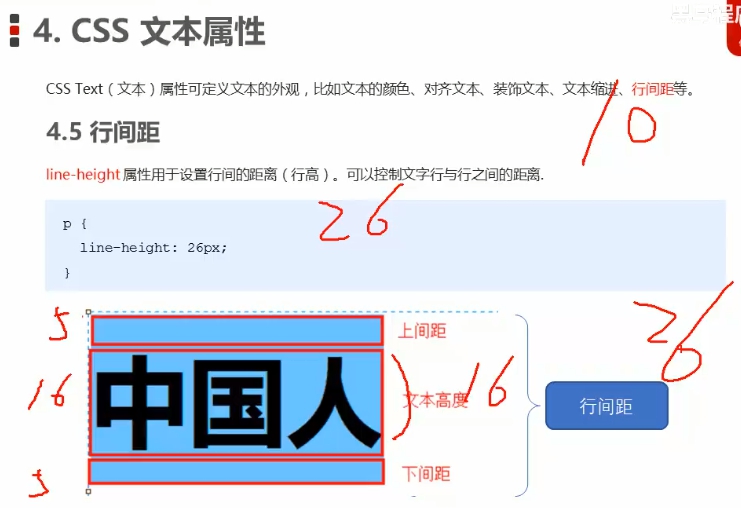 4. CSS 文本属性
CSS Text（文本）属性可定义文本的外观，比如文本的颜色、对齐文本、装饰文本、文本缩进、行间距等。
10
4.5 行间距
line-height 属性用于设置行间的距离（行高）。可以控制文字行与行之间的距离.
26
p {
line-height: 26px;
}
26
5
上间距
16
中国人
文本高度
16
行间距
5
下间距